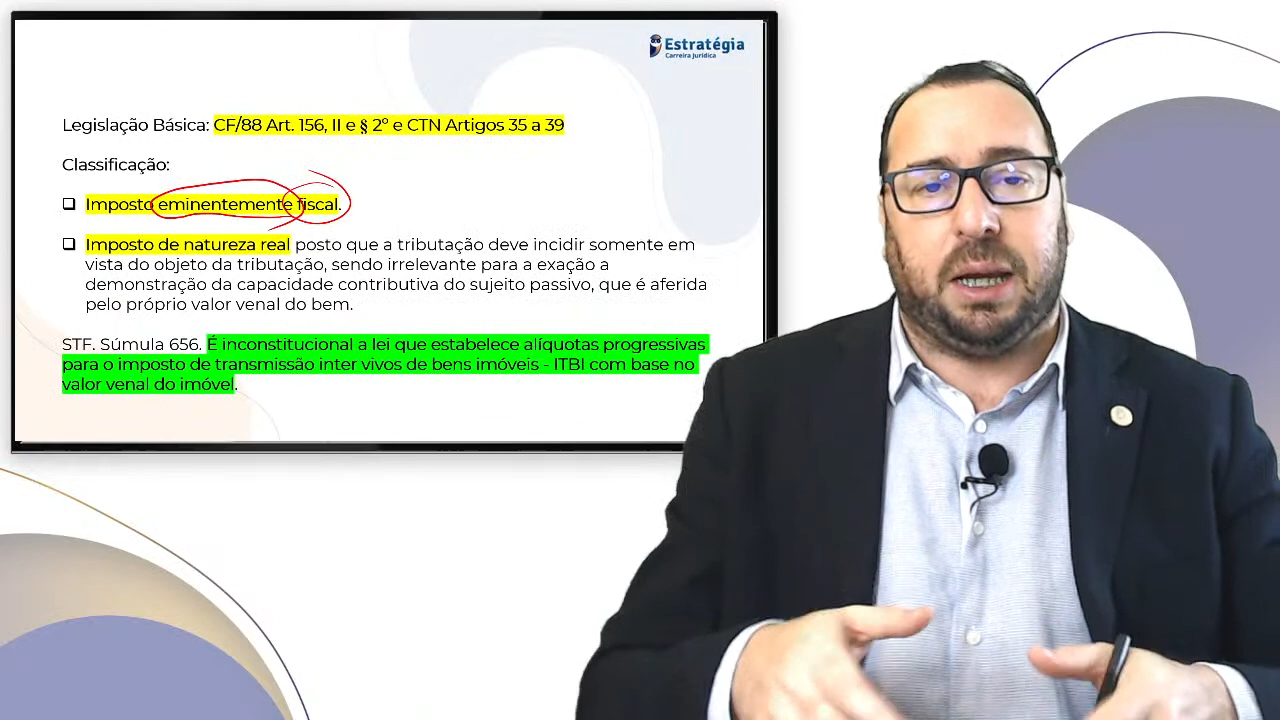 Estratégia
Carreira Jurídica
Legislação Básica: CF/88 Art. 156, II e § 2º e CTN Artigos 35 a 39
Classificação:
Imposto eminentemente fiscal.
Imposto de natureza real posto que a tributação deve incidir somente em
vista do objeto da tributação, sendo irrelevante para a exação a
demonstração da capacidade contributiva do sujeito passivo, que é aferida
pelo próprio valor venal do bem.
STF. Súmula 656. É inconstitucional a lei que estabelece alíquotas progressivas
para o imposto de transmissão inter vivos de bens imóveis - ITBI com base no
valor venal do imóvel.